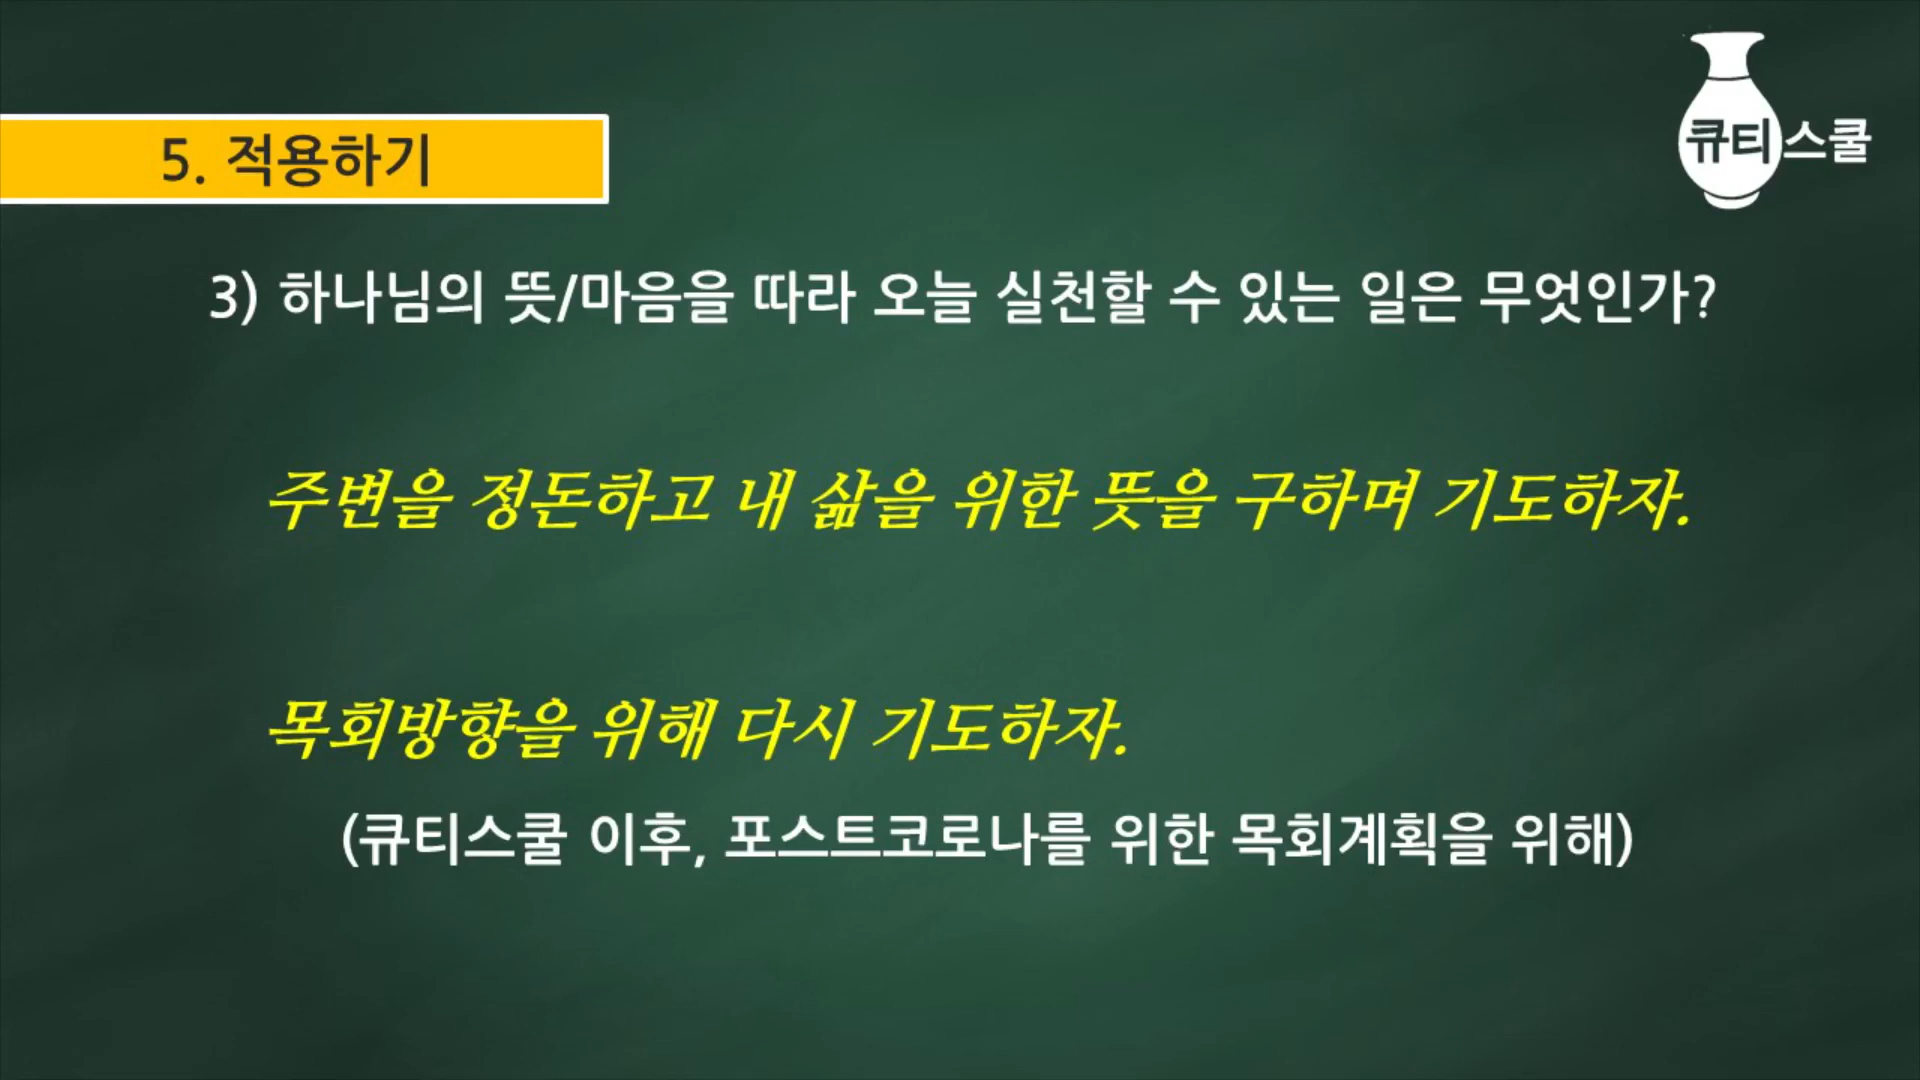 큐티스쿨
5. 적용하기
3) 하나님의 뜻/마음을 따라 오늘 실천할 수 있는 일은 무엇인가?
주변을 정돈하고 내 삶을 위한 뜻을 구하며 기도하자.
목회방향을 위해 다시 기도하자.
(큐티스쿨 이후, 포스트코로나를 위한 목회계획을 위해)